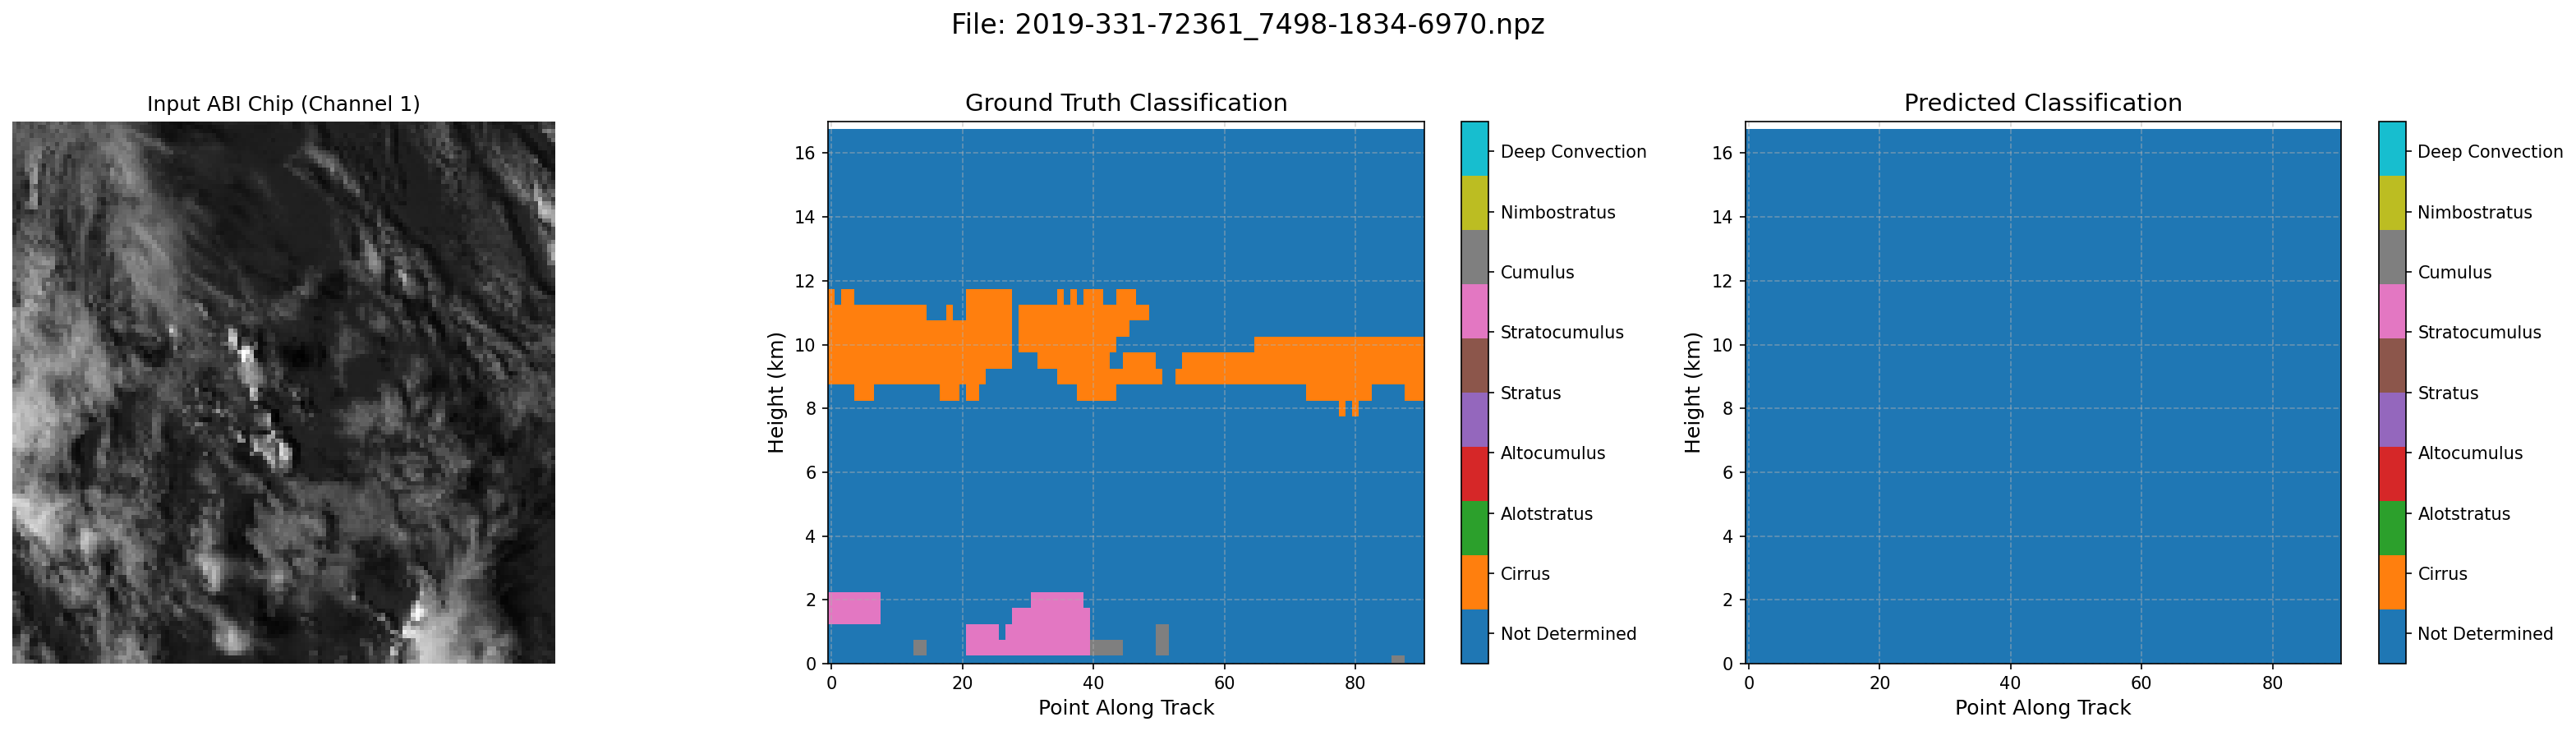 File: 2019-331-72361_7498-1834-6970.npz
Input ABI Chip (Channel 1)
Ground Truth Classification
Height (km)
16
14
12
10
8
6
4
2
0
0 20 40 60 80
Point Along Track
Deep Convection
Nimbostratus
Cumulus
Stratocumulus
Stratus
Altocumulus
Alotstratus
Cirrus
Not Determined
Predicted Classification
Height (km)
16
14
12
10
8
6
4
2
0
0 20 40 60 80
Point Along Track
Deep Convection
Nimbostratus
Cumulus
Stratocumulus
Stratus
Altocumulus
Alotstratus
Cirrus
Not Determined